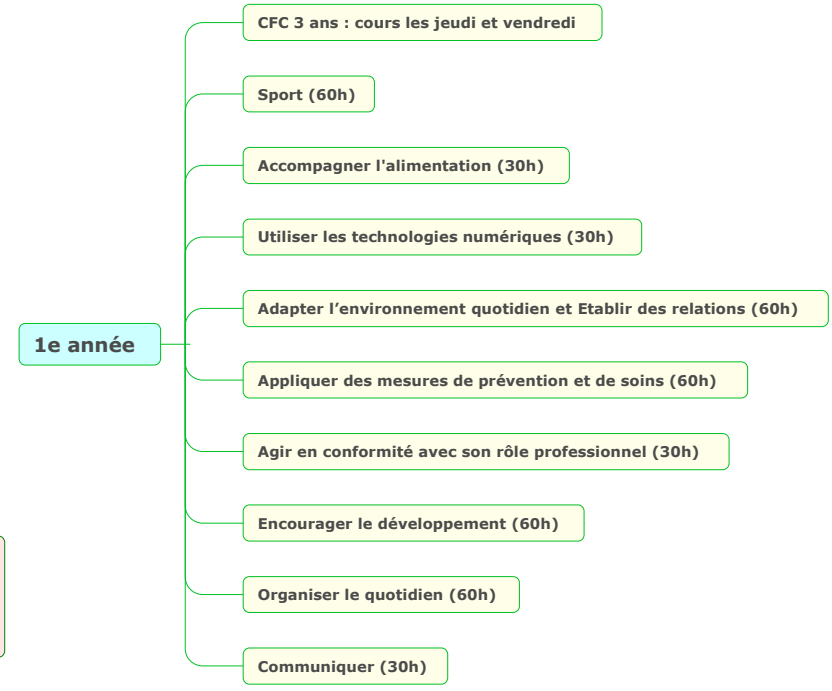 CFC 3 ans : cours les jeudi et vendredi
Sport (60h)
Accompagner l'alimentation (30h)
Utiliser les technologies numériques (30h)
Adapter l’environnement quotidien et Etablir des relations (60h)
1e année
Appliquer des mesures de prévention et de soins (60h)
Agir en conformité avec son rôle professionnel (30h)
Encourager le développement (60h)
Organiser le quotidien (60h)
Communiquer (30h)